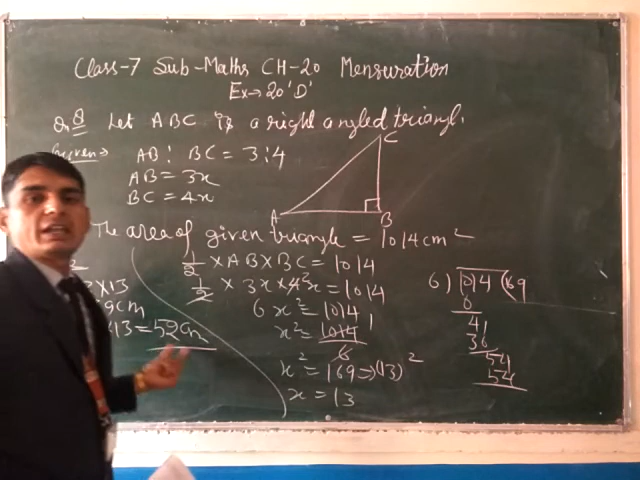 Class-7 Sub-Maths CH-20 Mensuration
Ex→ 20'D'
Let ABC is a right angled triangl.
Given→ AB : BC = 3:4
AB = 3x
BC = 4x
A
B
C
The area of given triangle = 1014 cm²
1/2 × AB × BC = 1014
1/2 × 3x × 4²x = 1014
6x² = 1014
x² = 1014/6
x² = 169 ⇒ (13)²
x = 13
×13
9cm
13 = 52cm
6) 1014 (169
6
41
36
54
54